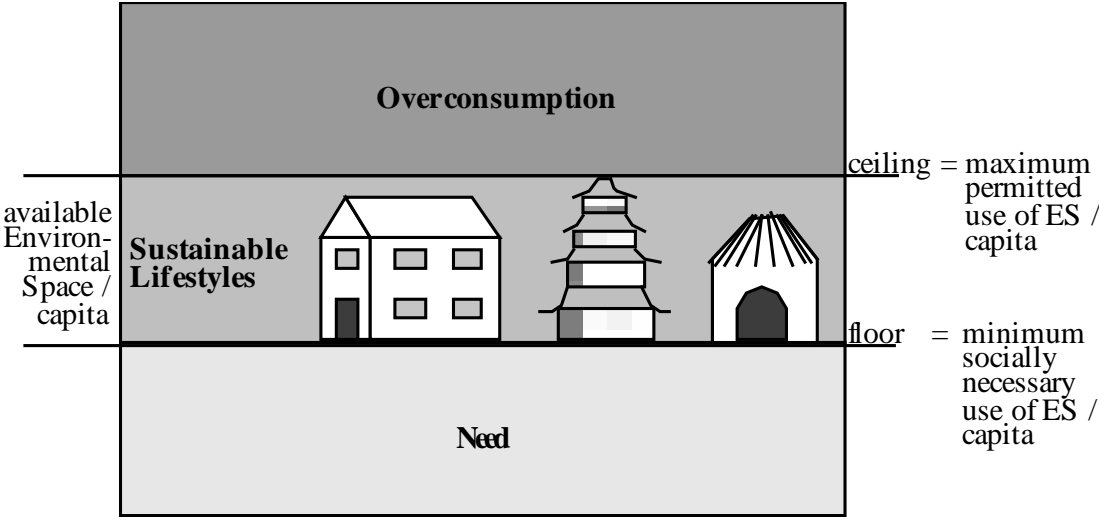 Overconsumption
ceiling = maximum
permitted
use of ES /
capita
available
Environ-
mental
Space /
capita
Sustainable
Lifestyles
floor = minimum
socially
necessary
use of ES /
capita
Need